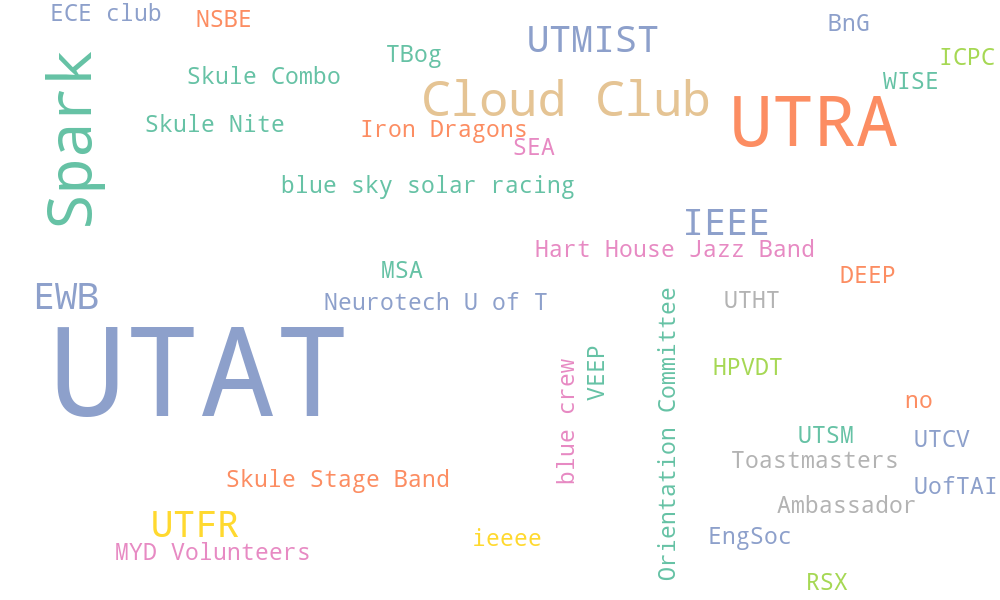 ECE club
NSBE
BnG
UTMIST
TBog
ICPC
Skule Combo
WISE
Spark
Cloud Club
UTRA
Skule Nite
Iron Dragons
SEA
blue sky solar racing
IEEE
Hart House Jazz Band
MSA
DEEP
EWB
Neurotech U of T
UTHT
UTAT
Orientation Committee
VEEP
blue crew
HPVDT
no
UTSM
UTCV
Toastmasters
Skule Stage Band
UofTAI
Ambassador
UTFR
ieeee
EngSoc
MYD Volunteers
RSX